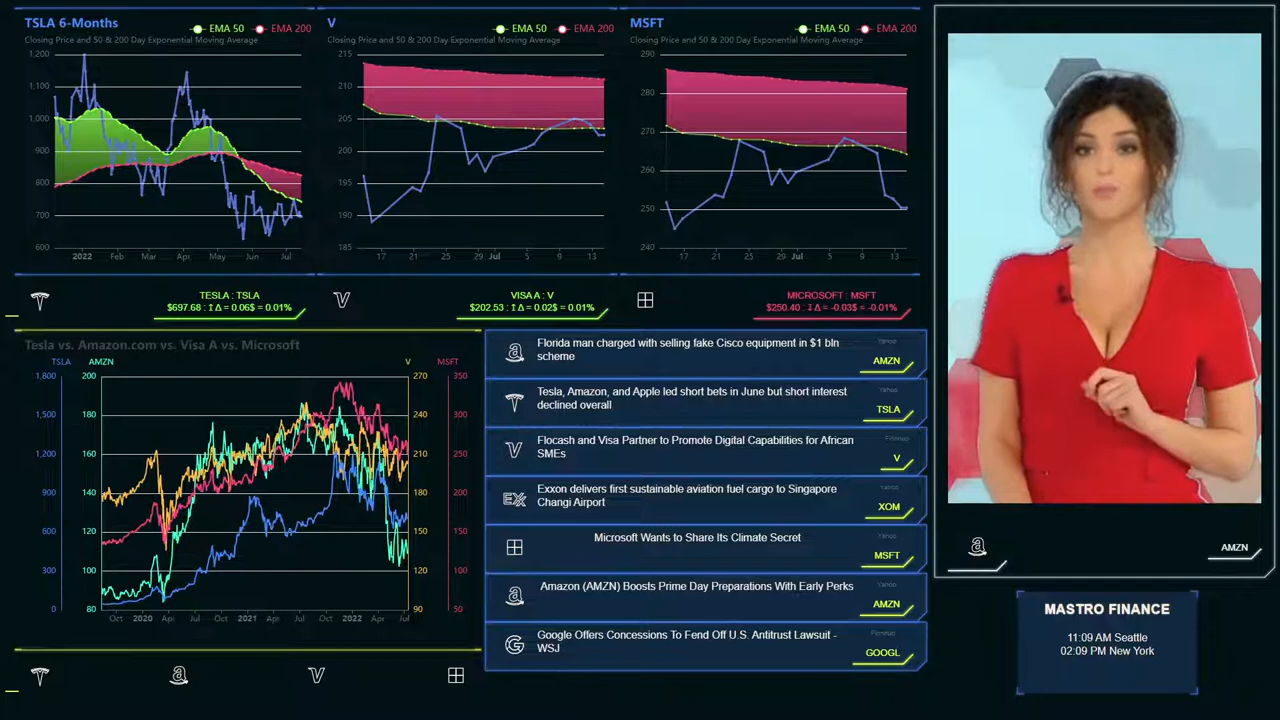 TSLA 6-Months
EMA 50 EMA 200
Closing Price and 50 & 200 Day Exponential Moving Average
1,200
1,100
1,000
900
800
700
600
2022 Feb Mar Apr May Jun Jul
V
EMA 50 EMA 200
Closing Price and 50 & 200 Day Exponential Moving Average
215
210
205
200
195
190
185
17 21 25 29 Jul 5 9 13
MSFT
EMA 50 EMA 200
Closing Price and 50 & 200 Day Exponential Moving Average
290
280
270
260
250
240
17 21 25 29 Jul 5 9 13
TESLA : TSLA
$697.68 : 1 Δ = 0.06$ = 0.01%
VISA A : V
$202.53 : 1 Δ = 0.02$ = 0.01%
MICROSOFT : MSFT
$250.40 : 1 Δ = -0.03$ = -0.01%
Tesla vs. Amazon.com vs. Visa A vs. Microsoft
TSLA AMZN V MSFT
1,800 200 270 350
1,500 180 240 300
1,200 160 210 250
900 140 180 200
600 120 150 150
300 100 120 100
0 80 90 50
Oct 2020 Apr Jul Oct 2021 Apr Jul Oct 2022 Apr Jul
Florida man charged with selling fake Cisco equipment in $1 bln
scheme
Yahoo
AMZN
Tesla, Amazon, and Apple led short bets in June but short interest
declined overall
Yahoo
TSLA
Flocash and Visa Partner to Promote Digital Capabilities for African
SMEs
Finmap
V
Exxon delivers first sustainable aviation fuel cargo to Singapore
Changi Airport
Yahoo
XOM
Microsoft Wants to Share Its Climate Secret
Yahoo
MSFT
Amazon (AMZN) Boosts Prime Day Preparations With Early Perks
Yahoo
AMZN
Google Offers Concessions To Fend Off U.S. Antitrust Lawsuit -
WSJ
Finmap
GOOGL
AMZN
MASTRO FINANCE
11:09 AM Seattle
02:09 PM New York